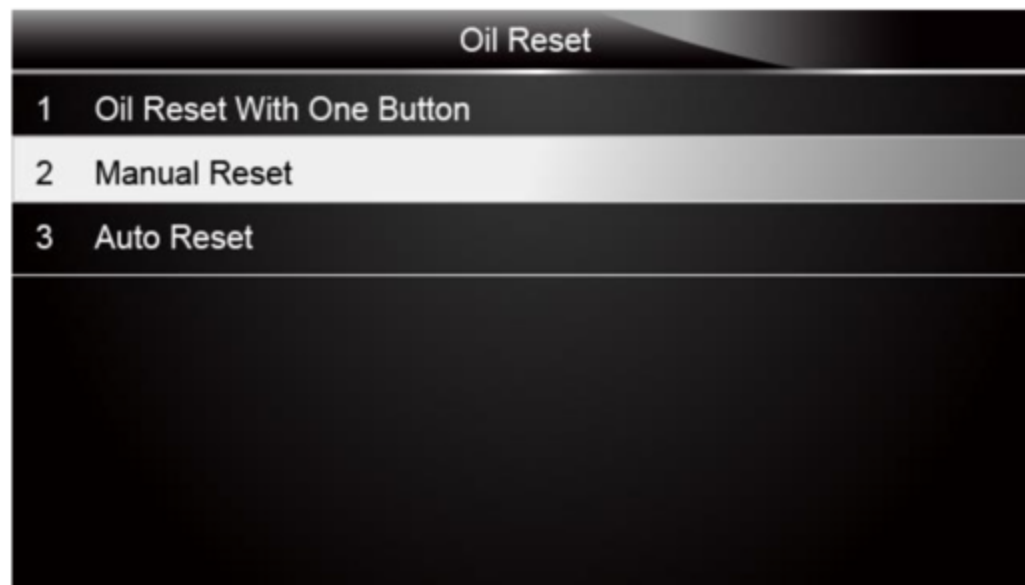 Oil Reset
1 Oil Reset With One Button
2 Manual Reset
3 Auto Reset